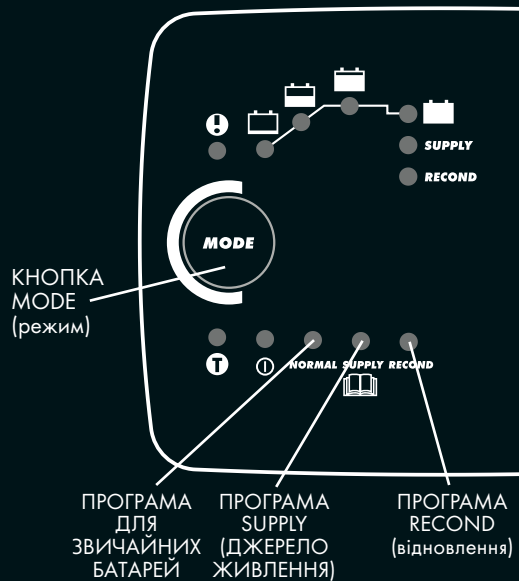 SUPPLY
RECOND
MODE
КНОПКА
MODE
(режим)
T
NORMAL SUPPLY RECOND
ПРОГРАМА
ДЛЯ
ЗВИЧАЙНИХ
БАТАРЕЙ
ПРОГРАМА
SUPPLY
(ДЖЕРЕЛО
ЖИВЛЕННЯ)
ПРОГРАМА
RECOND
(відновлення)